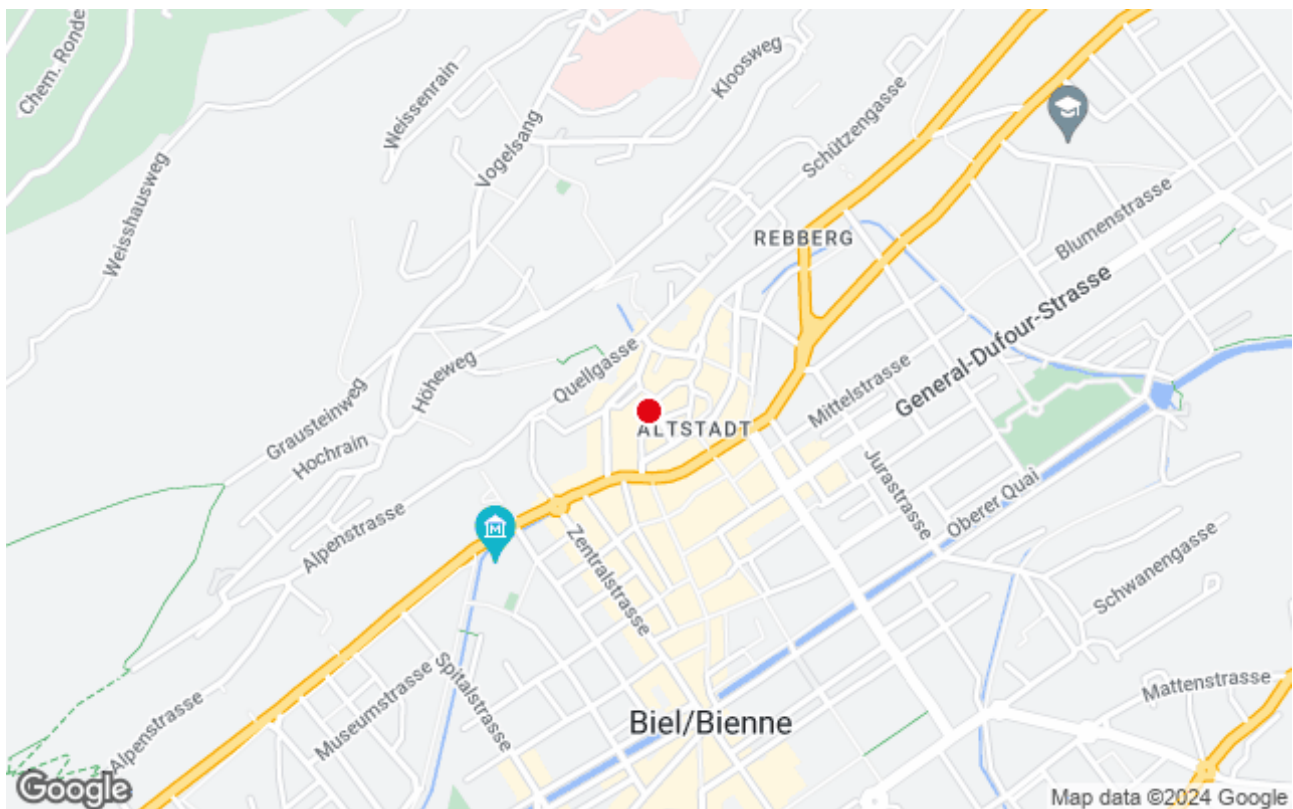 Chem. Ronde
Weissenrain
Kloosweg
Vogelsang
Schützengasse
Weisshausweg
Blumenstrasse
REBBERG
General-Dufour-Strasse
Quellgasse
Höheweg
Mittelstrasse
Grausteinweg
ALTSTADT
Hochrain
Jurastrasse
Oberer Quai
Alpenstrasse
M
Zentralstrasse
Schwanengasse
Spitalstrasse
Museumstrasse
Mattenstrasse
Alpenstrasse
Biel/Bienne
Google
Map data ©2024 Google